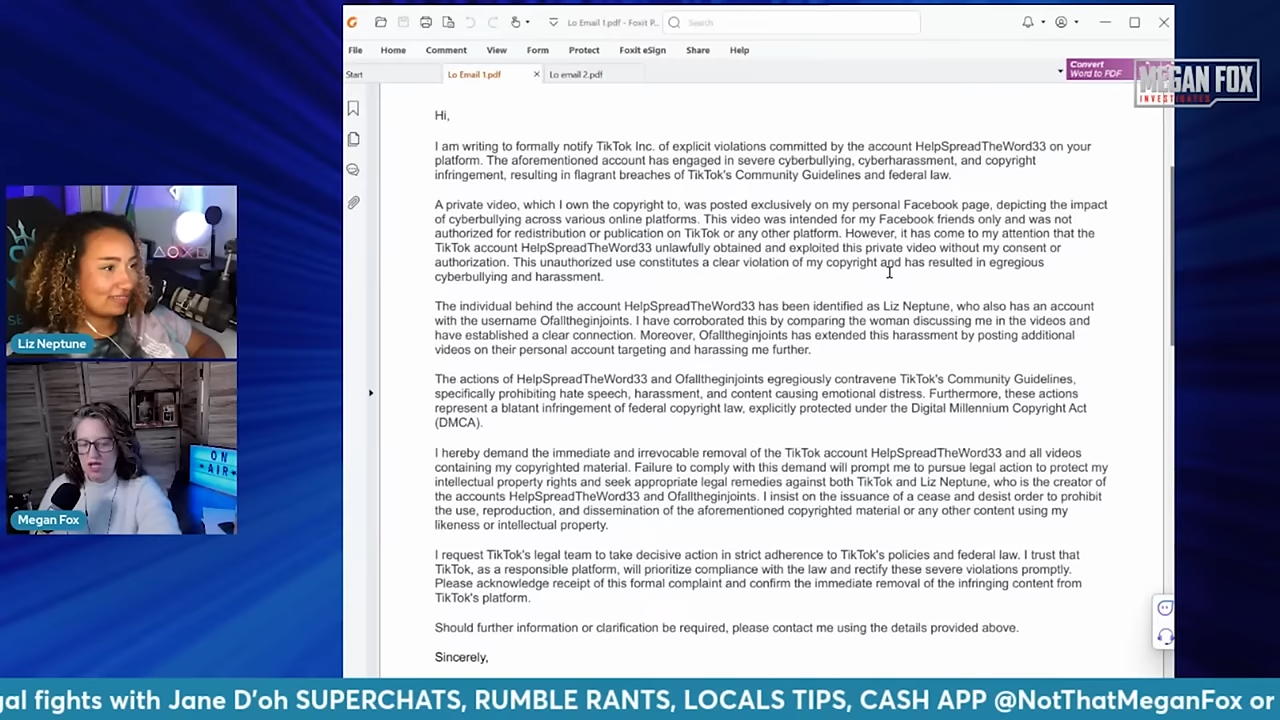 Lo Email 1.pdf - Foxit P...
Search
File Home Comment View Form Protect Foxit eSign Share Help
Start
Lo Email 1.pdf
Lo email 2.pdf
Convert
Word to PDF
MEGAN FOX
INVESTIGATES
Hi,
I am writing to formally notify TikTok Inc. of explicit violations committed by the account HelpSpreadTheWord33 on your
platform. The aforementioned account has engaged in severe cyberbullying, cyberharassment, and copyright
infringement, resulting in flagrant breaches of TikTok's Community Guidelines and federal law.
A private video, which I own the copyright to, was posted exclusively on my personal Facebook page, depicting the impact
of cyberbullying across various online platforms. This video was intended for my Facebook friends only and was not
authorized for redistribution or publication on TikTok or any other platform. However, it has come to my attention that the
TikTok account HelpSpreadTheWord33 unlawfully obtained and exploited this private video without my consent or
authorization. This unauthorized use constitutes a clear violation of my copyright and has resulted in egregious
cyberbullying and harassment.
The individual behind the account HelpSpreadTheWord33 has been identified as Liz Neptune, who also has an account
with the username Ofalltheginjoints. I have corroborated this by comparing the woman discussing me in the videos and
have established a clear connection. Moreover, Ofalltheginjoints has extended this harassment by posting additional
videos on their personal account targeting and harassing me further.
The actions of HelpSpreadTheWord33 and Ofalltheginjoints egregiously contravene TikTok's Community Guidelines,
specifically prohibiting hate speech, harassment, and content causing emotional distress. Furthermore, these actions
represent a blatant infringement of federal copyright law, explicitly protected under the Digital Millennium Copyright Act
(DMCA).
I hereby demand the immediate and irrevocable removal of the TikTok account HelpSpreadTheWord33 and all videos
containing my copyrighted material. Failure to comply with this demand will prompt me to pursue legal action to protect my
intellectual property rights and seek appropriate legal remedies against both TikTok and Liz Neptune, who is the creator of
the accounts HelpSpreadTheWord33 and Ofalltheginjoints. I insist on the issuance of a cease and desist order to prohibit
the use, reproduction, and dissemination of the aforementioned copyrighted material or any other content using my
likeness or intellectual property.
I request TikTok's legal team to take decisive action in strict adherence to TikTok's policies and federal law. I trust that
TikTok, as a responsible platform, will prioritize compliance with the law and rectify these severe violations promptly.
Please acknowledge receipt of this formal complaint and confirm the immediate removal of the infringing content from
TikTok's platform.
Should further information or clarification be required, please contact me using the details provided above.
Sincerely,
Liz Neptune
ON
AIR
Megan Fox
gal fights with Jane D'oh SUPERCHATS, RUMBLE RANTS, LOCALS TIPS, CASH APP @NotThatMeganFox or